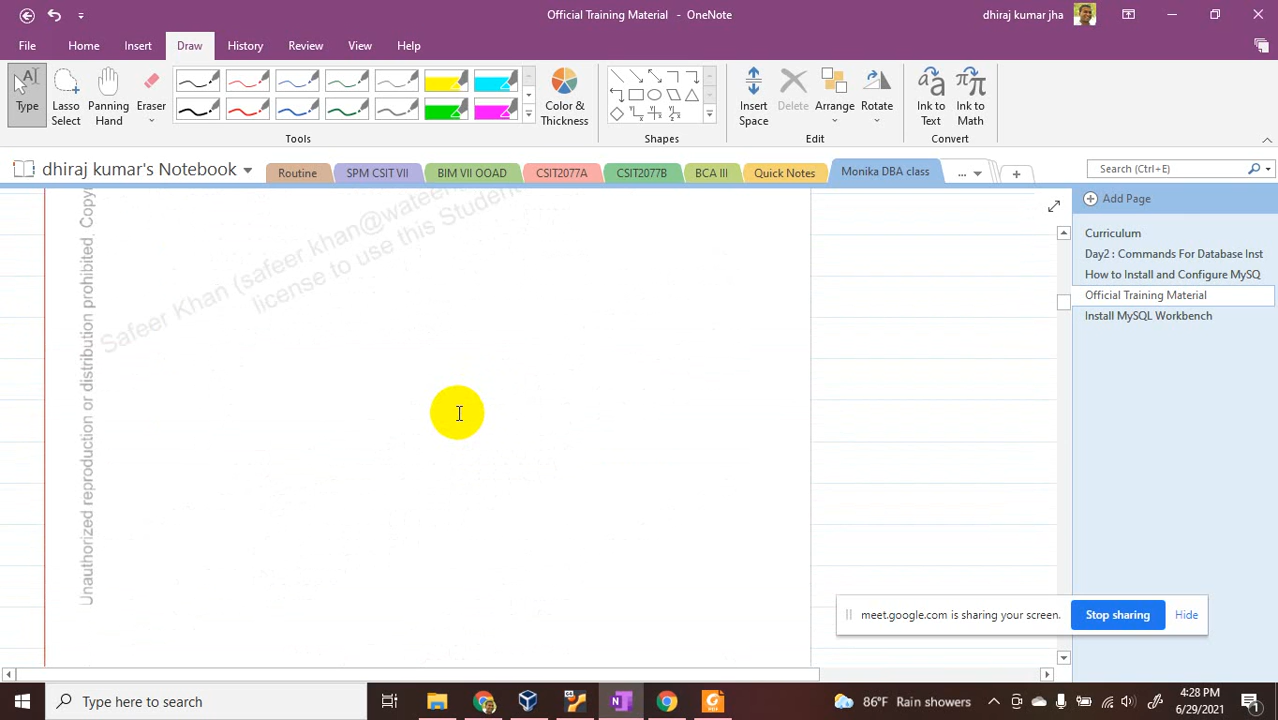 Official Training Material - OneNote
dhiraj kumar jha
File
Home
Insert
Draw
History
Review
View
Help
Type
Lasso
Select
Panning
Hand
Eraser
Color &
Thickness
Insert
Space
Delete
Arrange
Rotate
Ink to
Text
Ink to
Math
Tools
Shapes
Edit
Convert
dhiraj kumar's Notebook
Routine
SPM CSIT VII
BIM VII OOAD
CSIT2077A
CSIT2077B
BCA III
Quick Notes
Monika DBA class
...
Search (Ctrl+E)
Add Page
Curriculum
Day2 : Commands For Database Inst
How to Install and Configure MySQ
Official Training Material
Install MySQL Workbench
Unauthorized reproduction or distribution prohibited. Copy
Safeer Khan (safeer khan@wateen
license to use this Student
meet.google.com is sharing your screen.
Stop sharing
Hide
Type here to search
86°F Rain showers
4:28 PM
6/29/2021
1